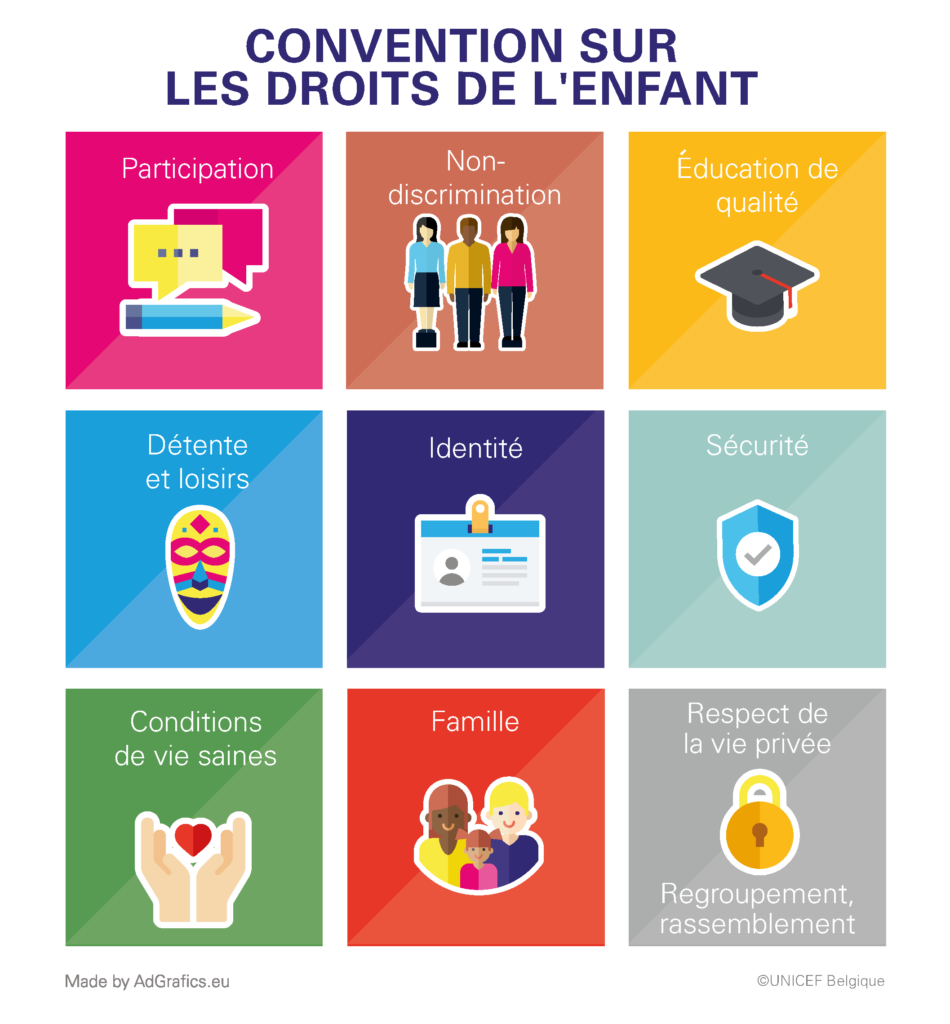 CONVENTION SUR
LES DROITS DE L'ENFANT
Participation
Non-
discrimination
Éducation de
qualité
Détente
et loisirs
Identité
Sécurité
Conditions
de vie saines
Famille
Respect de
la vie privée
Regroupement,
rassemblement
Made by AdGrafics.eu
©UNICEF Belgique